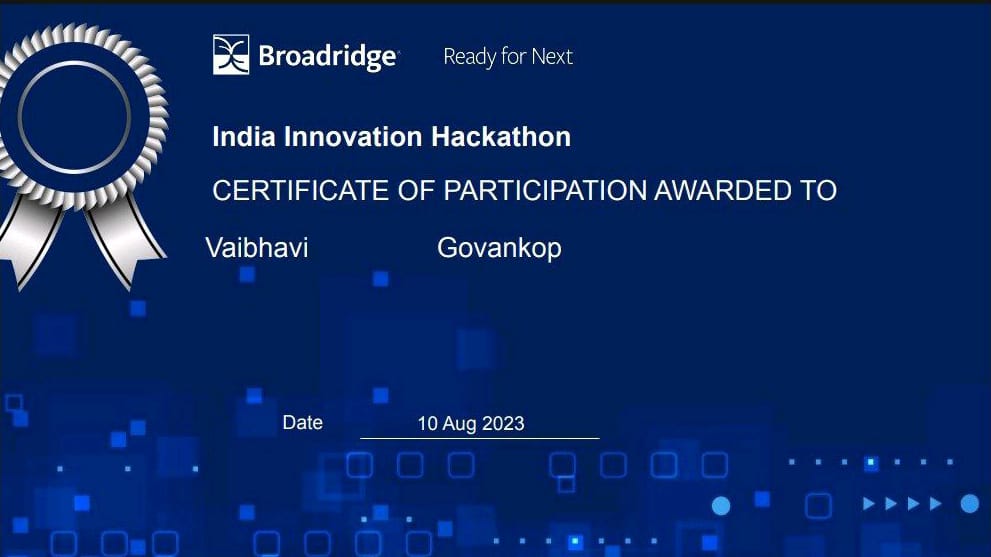 Broadridge Ready for Next
India Innovation Hackathon
CERTIFICATE OF PARTICIPATION AWARDED TO
Vaibhavi Govankop
Date 10 Aug 2023